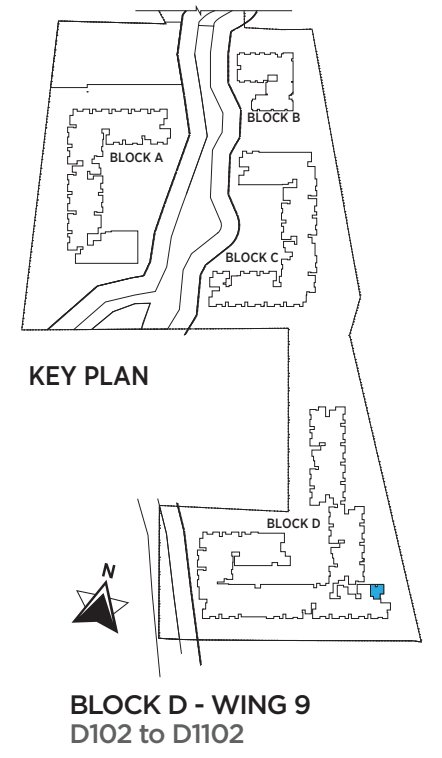 BLOCK B
BLOCK A
BLOCK C
KEY PLAN
BLOCK D
N
BLOCK D - WING 9
D102 to D1102